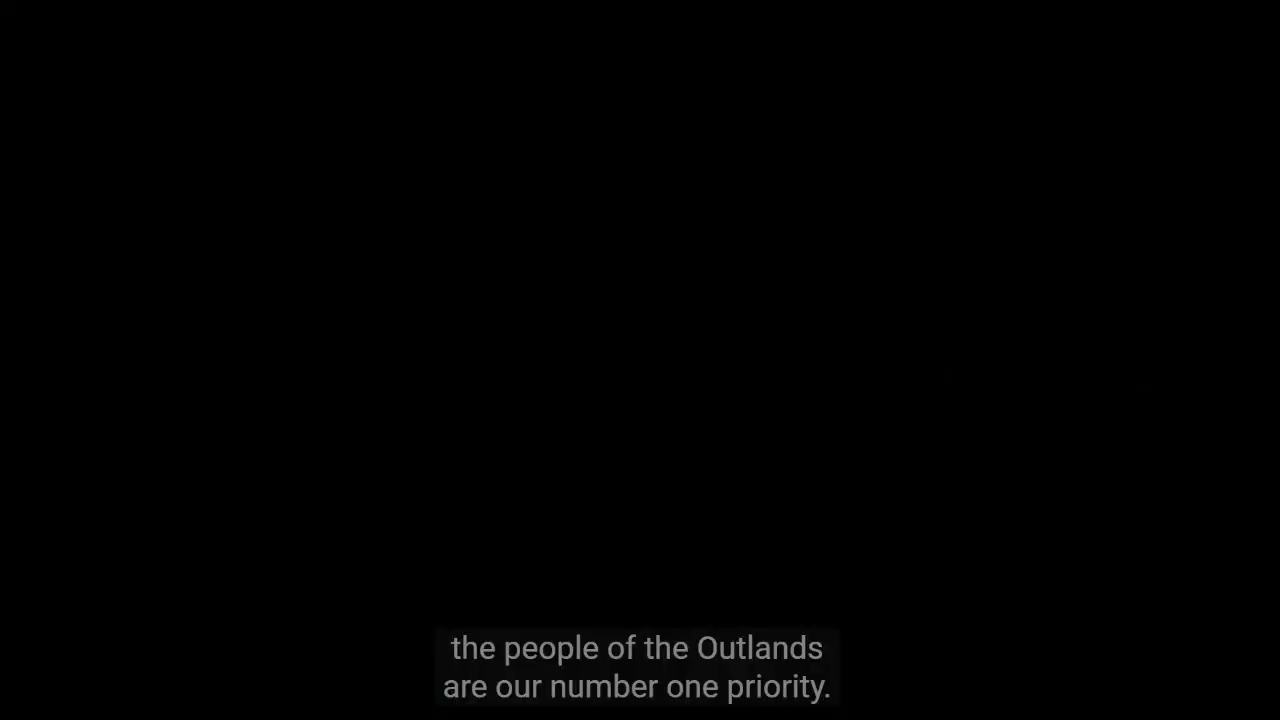 the people of the Outlands
are our number one priority.